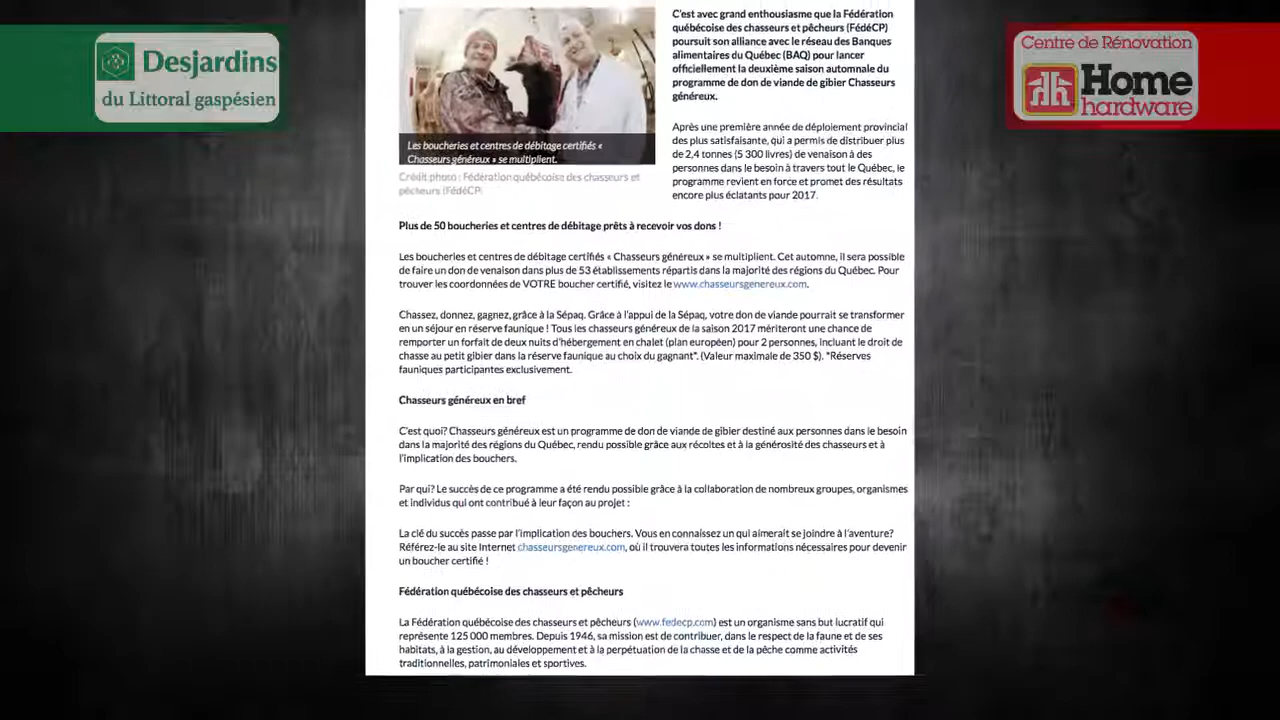 Desjardins
du Littoral gaspésien
Centre de Rénovation
Home
hardware
Les boucheries et centres de débitage certifiés «
Chasseurs généreux » se multiplient.
Crédit photo : Fédération québécoise des chasseurs et
pêcheurs (FédéCP)
C'est avec grand enthousiasme que la Fédération
québécoise des chasseurs et pêcheurs (FédéCP)
poursuit son alliance avec le réseau des Banques
alimentaires du Québec (BAQ) pour lancer
officiellement la deuxième saison automnale du
programme de don de viande de gibier Chasseurs
généreux.
Après une première année de déploiement provincial
des plus satisfaisante, qui a permis de distribuer plus
de 2,4 tonnes (5 300 livres) de venaison à des
personnes dans le besoin à travers tout le Québec, le
programme revient en force et promet des résultats
encore plus éclatants pour 2017.
Plus de 50 boucheries et centres de débitage prêts à recevoir vos dons !
Les boucheries et centres de débitage certifiés « Chasseurs généreux » se multiplient. Cet automne, il sera possible
de faire un don de venaison dans plus de 53 établissements répartis dans la majorité des régions du Québec. Pour
trouver les coordonnées de VOTRE boucher certifié, visitez le www.chasseursgenereux.com.
Chassez, donnez, gagnez, grâce à la Sépaq. Grâce à l'appui de la Sépaq, votre don de viande pourrait se transformer
en un séjour en réserve faunique ! Tous les chasseurs généreux de la saison 2017 mériteront une chance de
remporter un forfait de deux nuits d'hébergement en chalet (plan européen) pour 2 personnes, incluant le droit de
chasse au petit gibier dans la réserve faunique au choix du gagnant*. (Valeur maximale de 350 $). *Réserves
fauniques participantes exclusivement.
Chasseurs généreux en bref
C'est quoi? Chasseurs généreux est un programme de don de viande de gibier destiné aux personnes dans le besoin
dans la majorité des régions du Québec, rendu possible grâce aux récoltes et à la générosité des chasseurs et à
l'implication des bouchers.
Par qui? Le succès de ce programme a été rendu possible grâce à la collaboration de nombreux groupes, organismes
et individus qui ont contribué à leur façon au projet :
La clé du succès passe par l'implication des bouchers. Vous en connaissez un qui aimerait se joindre à l'aventure?
Référez-le au site Internet chasseursgenereux.com, où il trouvera toutes les informations nécessaires pour devenir
un boucher certifié !
Fédération québécoise des chasseurs et pêcheurs
La Fédération québécoise des chasseurs et pêcheurs (www.fedecp.com) est un organisme sans but lucratif qui
représente 125 000 membres. Depuis 1946, sa mission est de contribuer, dans le respect de la faune et de ses
habitats, à la gestion, au développement et à la perpétuation de la chasse et de la pêche comme activités
traditionnelles, patrimoniales et sportives.